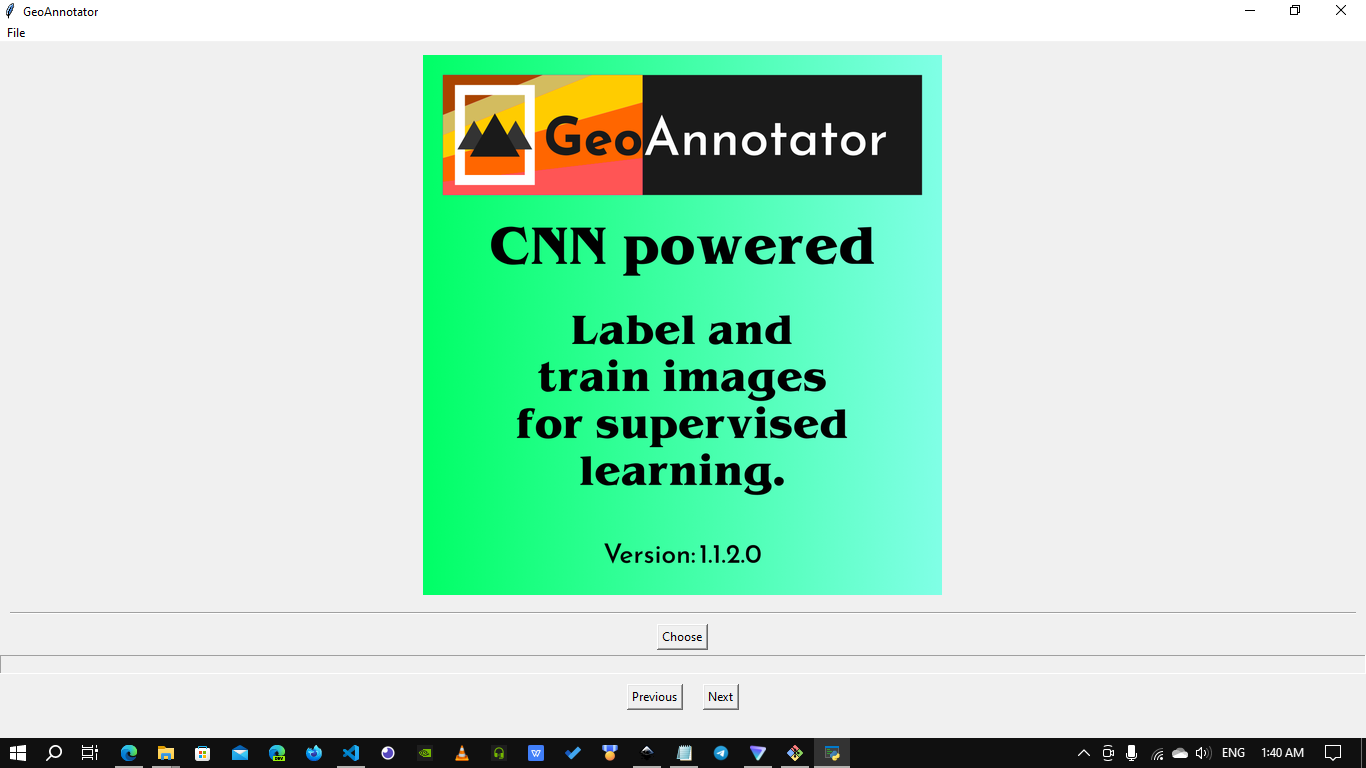 GeoAnnotator
File
GeoAnnotator
CNN powered
Label and
train images
for supervised
learning.
Version: 1.1.2.0
Choose
Previous Next
ENG 1:40 AM